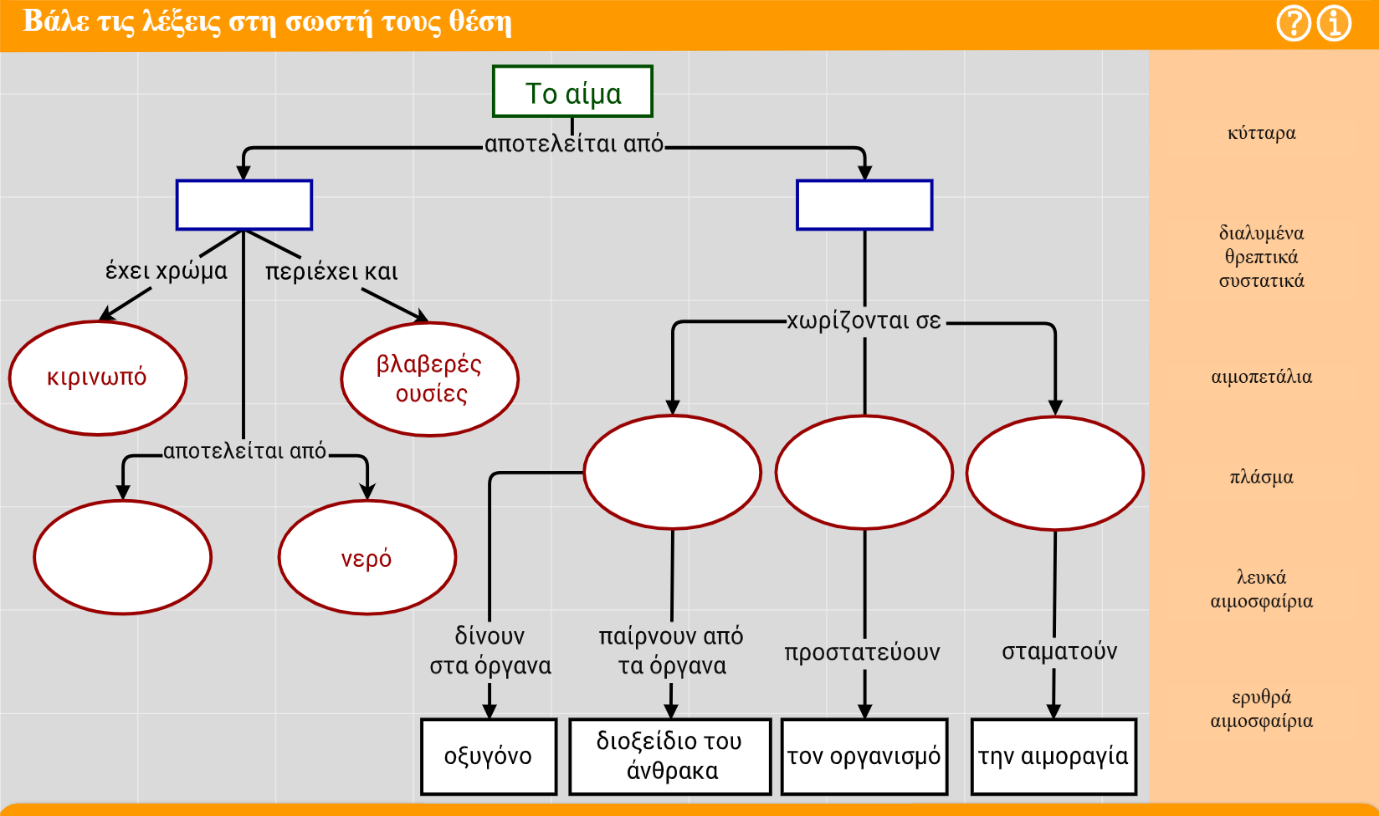 Βάλε τις λέξεις στη σωστή τους θέση
Το αίμα
αποτελείται από
έχει χρώμα
περιέχει και
χωρίζονται σε
κιρινωπό
βλαβερές
ουσίες
αποτελείται από
νερό
δίνουν
στα όργανα
παίρνουν από
τα όργανα
προστατεύουν
σταματούν
οξυγόνο
διοξείδιο του
άνθρακα
τον οργανισμό
την αιμοραγία
κύτταρα
διαλυμένα
θρεπτικά
συστατικά
αιμοπετάλια
πλάσμα
λευκά
αιμοσφαίρια
ερυθρά
αιμοσφαίρια